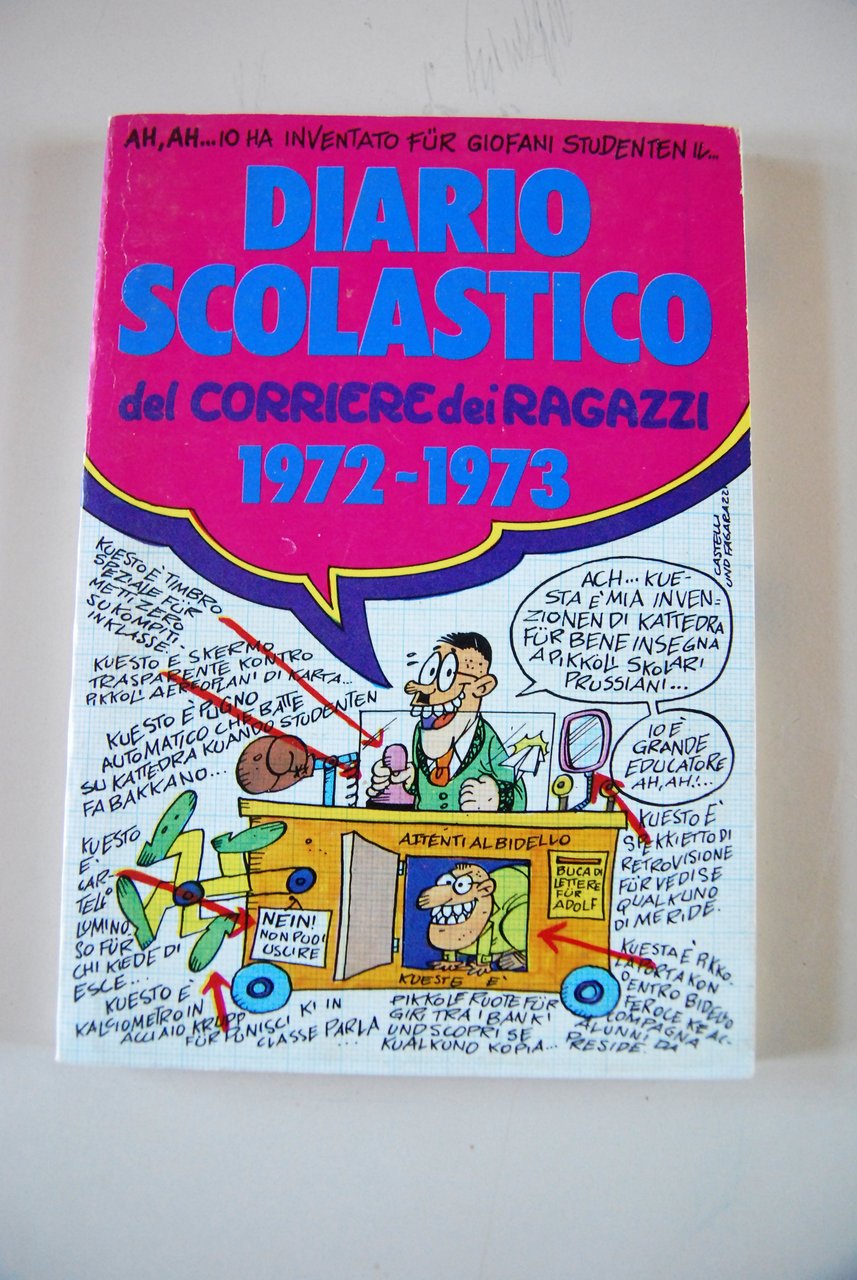 AH, AH... IO HA INVENTATO FÜR GIOFANI STUDENTEN IL...
DIARIO
SCOLASTICO
del CORRIERE dei RAGAZZI
1972-1973
CASTELLI
UND FAGARAZZI
KUESTO È TIMBRO
SPEZIALE FÜR
METTI ZERO
SU KOMPITI
IN KLASSE...
KUESTO È SKERMO
TRASPARENTE KONTRO
PIKKOLI AEREOPLANI DI KARTA...
KUESTO È PUGNO
AUTOMATICO CHE BATTE
SU KATTEDRA KUANDO STUDENTEN
FA BAKKANO...
ACH... KUE-
STA È MIA INVEN-
ZIONEN DI KATTEDRA
FÜR BENE INSEGNA
A PIKKOLI SKOLARI
PRUSSIANI...
IO È
GRANDE
EDUCATORE
AH, AH!...
KUESTO È
SPEKKIETTO DI
RETROVISIONE
FÜR VEDI SE
QUALKUNO
DI MERIDE.
KUESTO
È
CAR-
TELLO
LUMINO-
SO FÜR
CHI KIEDE DI
ESCE...
ATTENTI AL BIDELLO
NEIN!
NON PUOI
USCIRE
BUCA DI
LETTERE
FÜR
ADOLF
KUESTO È
KALCIOMETRO IN
ACCIAIO KRUPP
FÜR PUNISCI KI IN
CLASSE PARLA
...
KUESTE È
PIKKOLE RUOTE FÜR
GIRI TRA I BANKI
UND SCOPRI SE
KUALKUNO KOPIA...
KUESTA È PIKKO-
LA PORTA KON
DENTRO BIDELLO
FEROCE KE AC-
COMPAGNA
ALUNNI DA
PRESIDE.